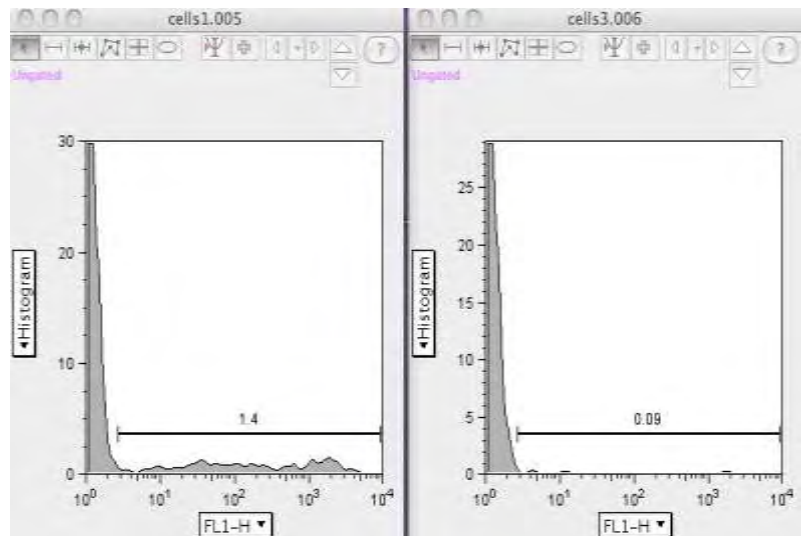 cells1.005
?
Ungated
30
20
10
0
◄Histogram
1.4
10^0 10^1 10^2 10^3 10^4
FL1-H ▼
cells3.006
?
Ungated
25
20
15
10
5
0
◄Histogram
0.09
10^0 10^1 10^2 10^3 10^4
FL1-H ▼